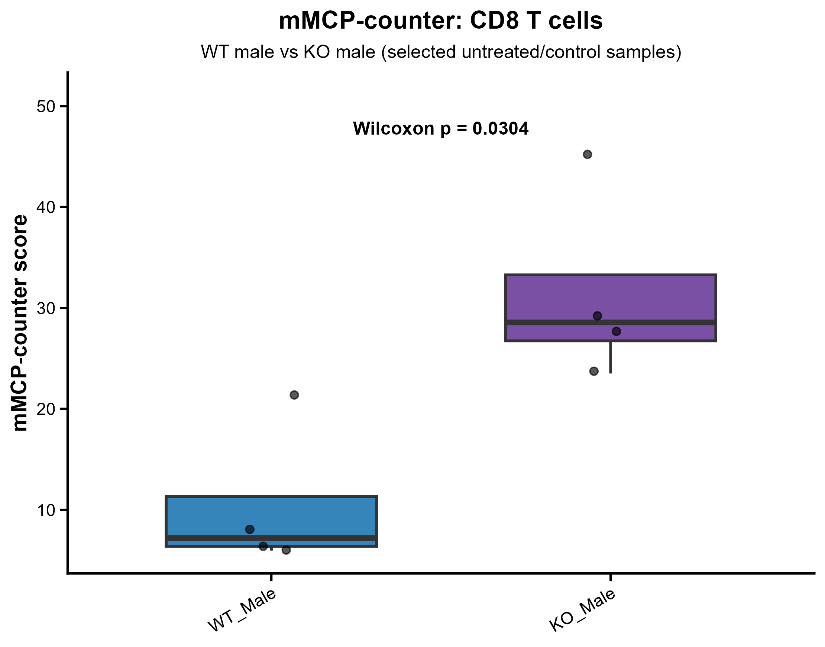 mMCP-counter: CD8 T cells
WT male vs KO male (selected untreated/control samples)
Wilcoxon p = 0.0304
mMCP-counter score
50
40
30
20
10
WT_Male
KO_Male